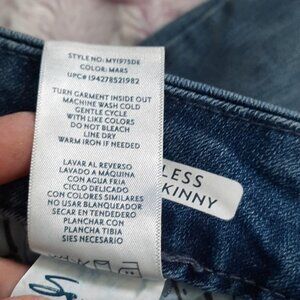 STYLE NO: MY1975DE
COLOR: MARS
UPC# 194278521982
TURN GARMENT INSIDE OUT
MACHINE WASH COLD
GENTLE CYCLE
WITH LIKE COLORS
DO NOT BLEACH
LINE DRY
WARM IRON IF NEEDED
LAVAR AL REVERSO
LAVADO A MÁQUINA
CON AGUA FRIA
CICLO DELICADO
CON COLORES SIMILARES
NO USAR BLANQUEADOR
SECAR EN TENDEDERO
PLANCHAR CON
PLANCHA TIBIA
SIES NECESARIO
LESS
KINNY